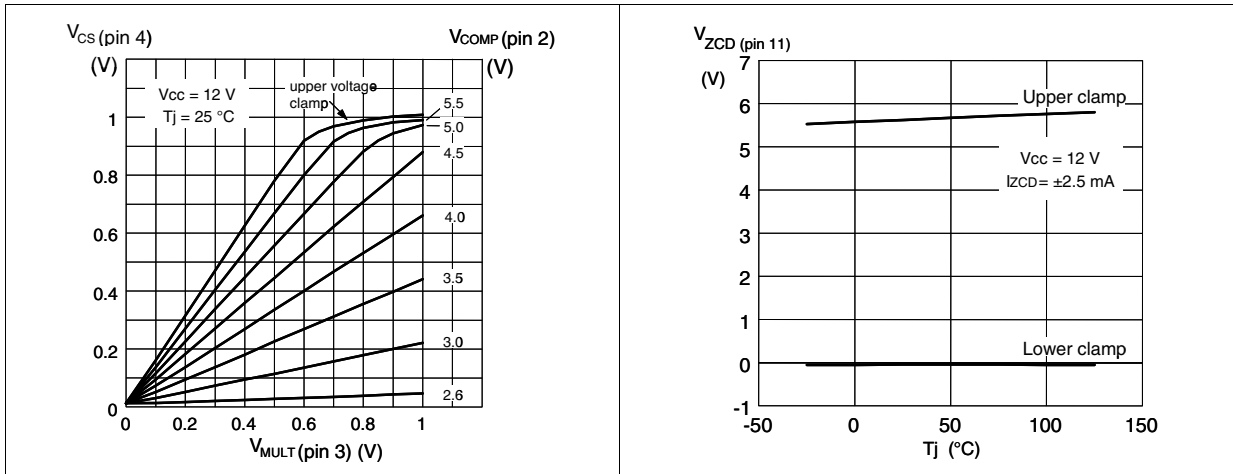 VCS (pin 4)
(V)
VCOMP (pin 2)
(V)
Vcc = 12 V
Tj = 25 °C
upper voltage
clamp
5.5
5.0
4.5
4.0
3.5
3.0
2.6
1
0.8
0.6
0.4
0.2
0
0 0.2 0.4 0.6 0.8 1
VMULT (pin 3) (V)
VZCD (pin 11)
(V)
7
6
5
4
3
2
1
0
-1
Upper clamp
Vcc = 12 V
IZCD = ±2.5 mA
Lower clamp
-50 0 50 100 150
Tj (°C)